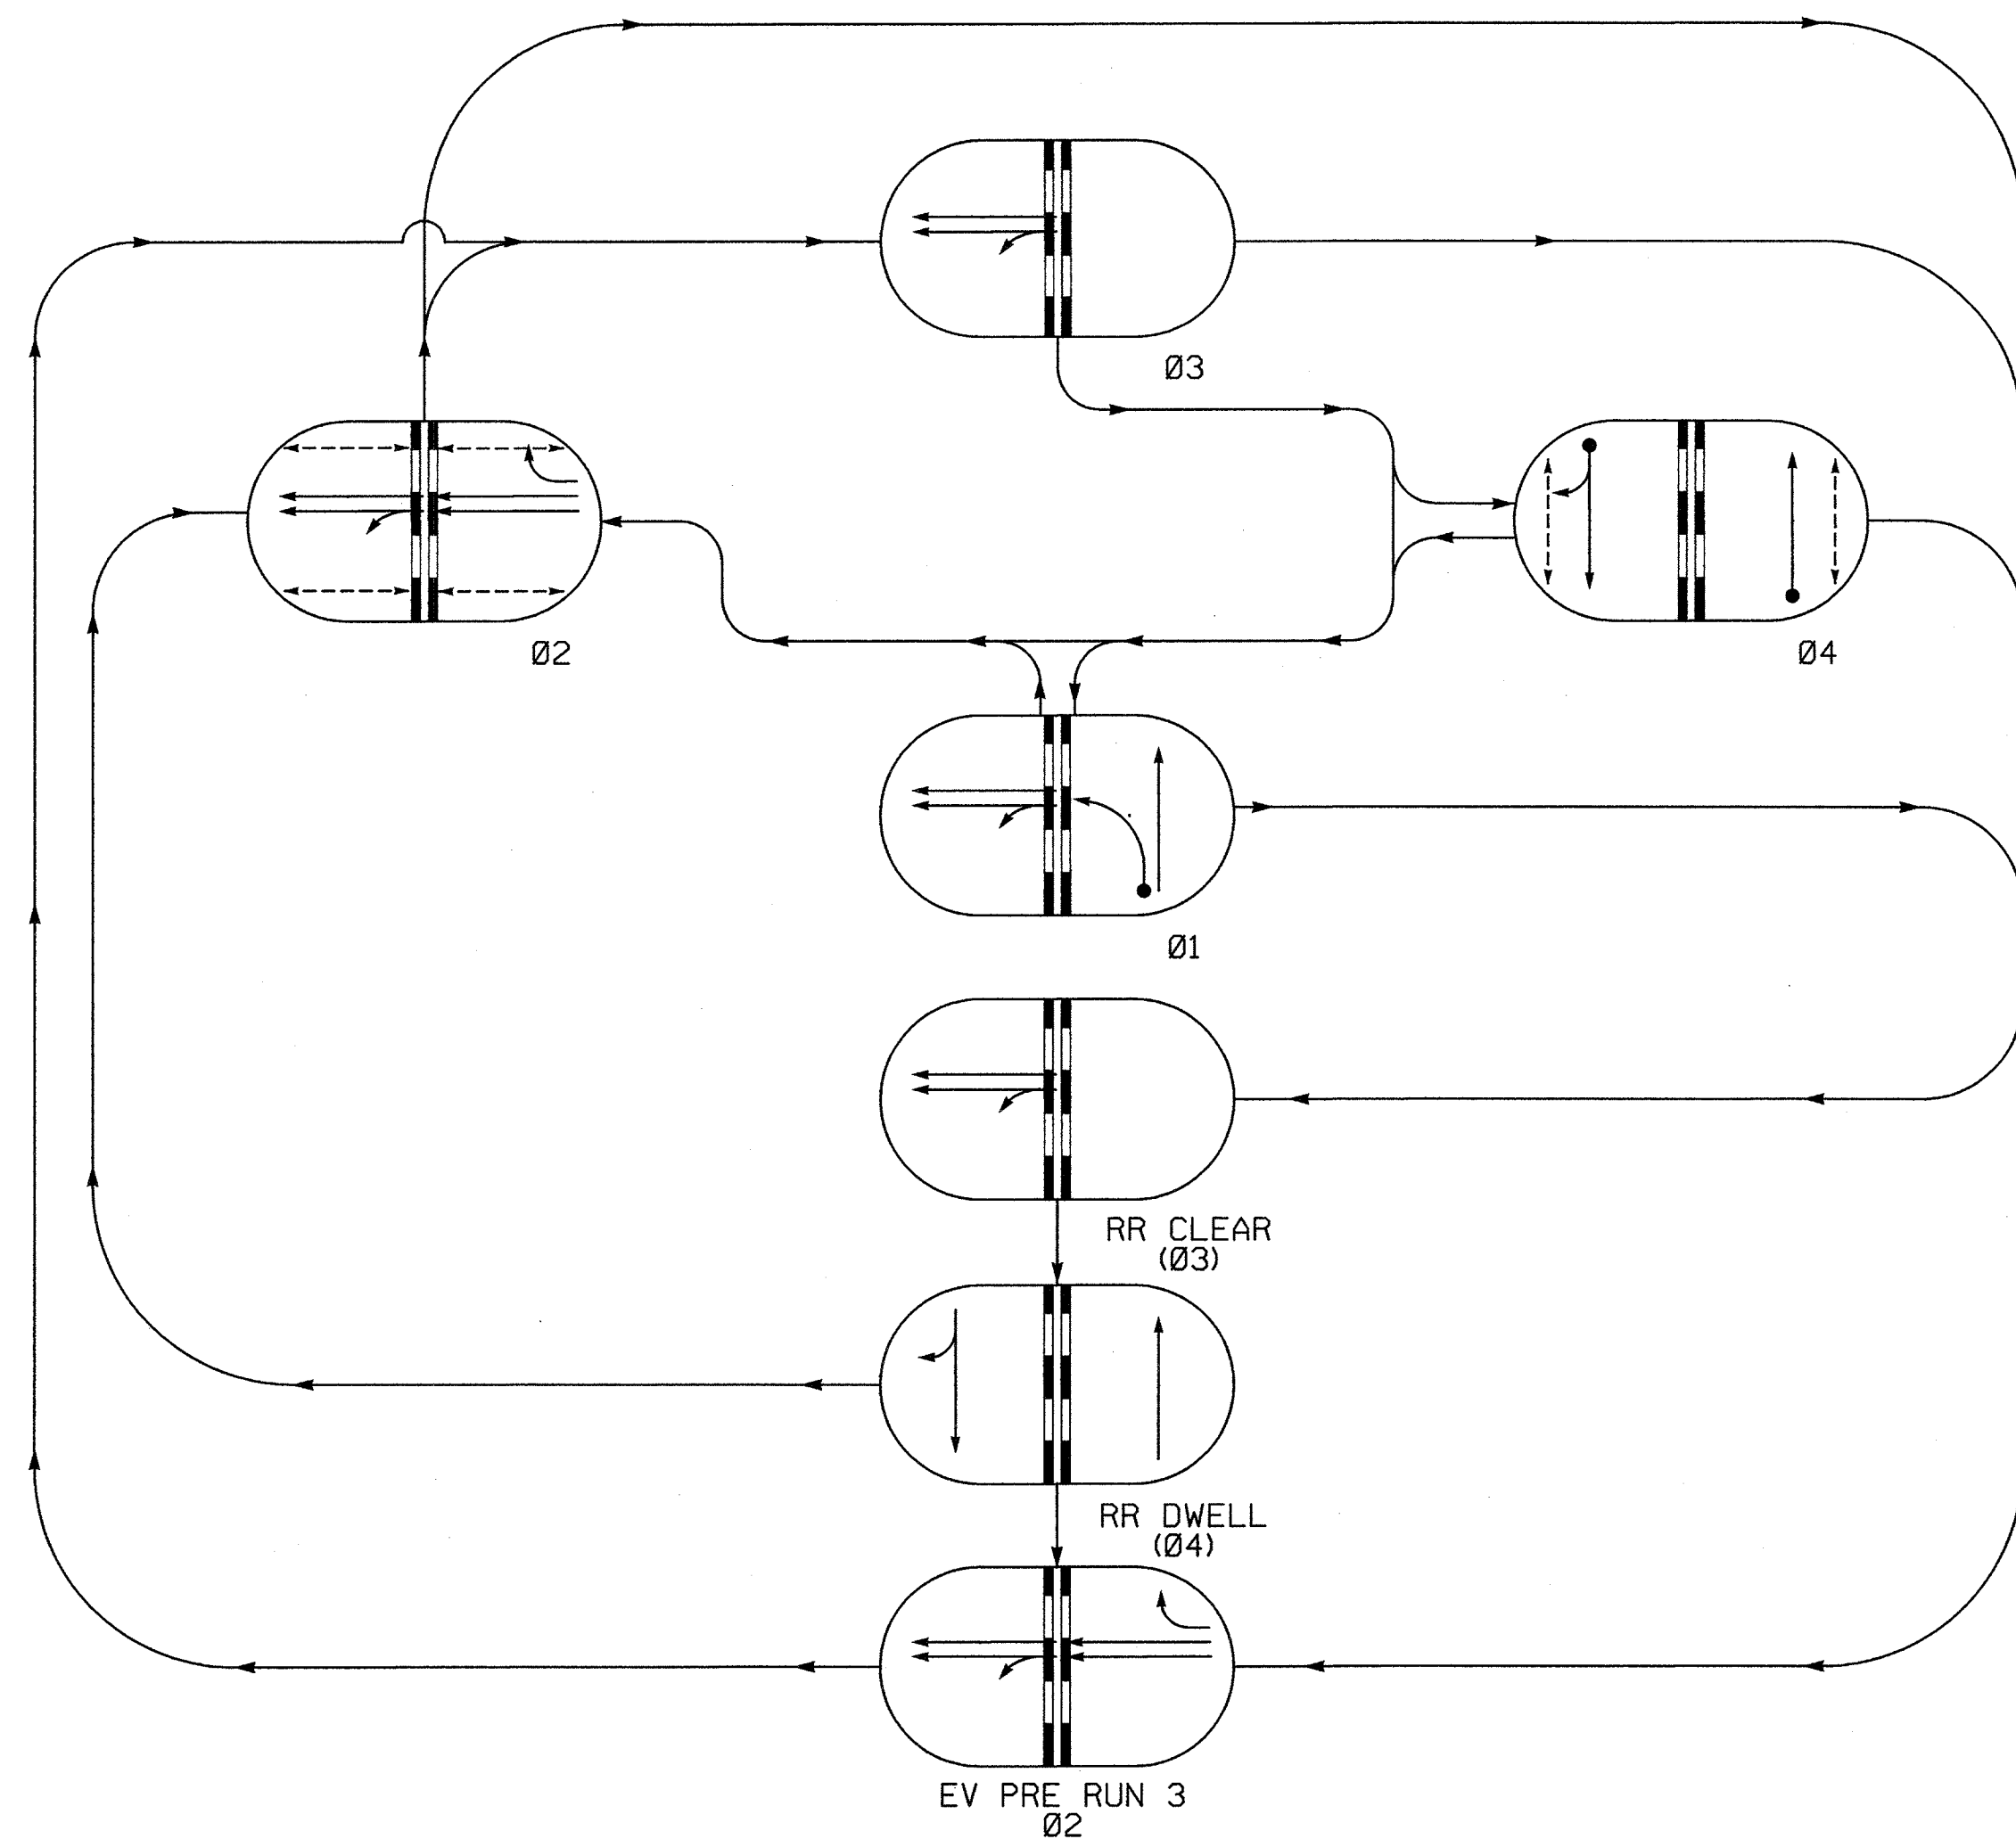 Ø3
Ø2
Ø4
Ø1
RR CLEAR
(Ø3)
RR DWELL
(Ø4)
EV PRE RUN 3
Ø2